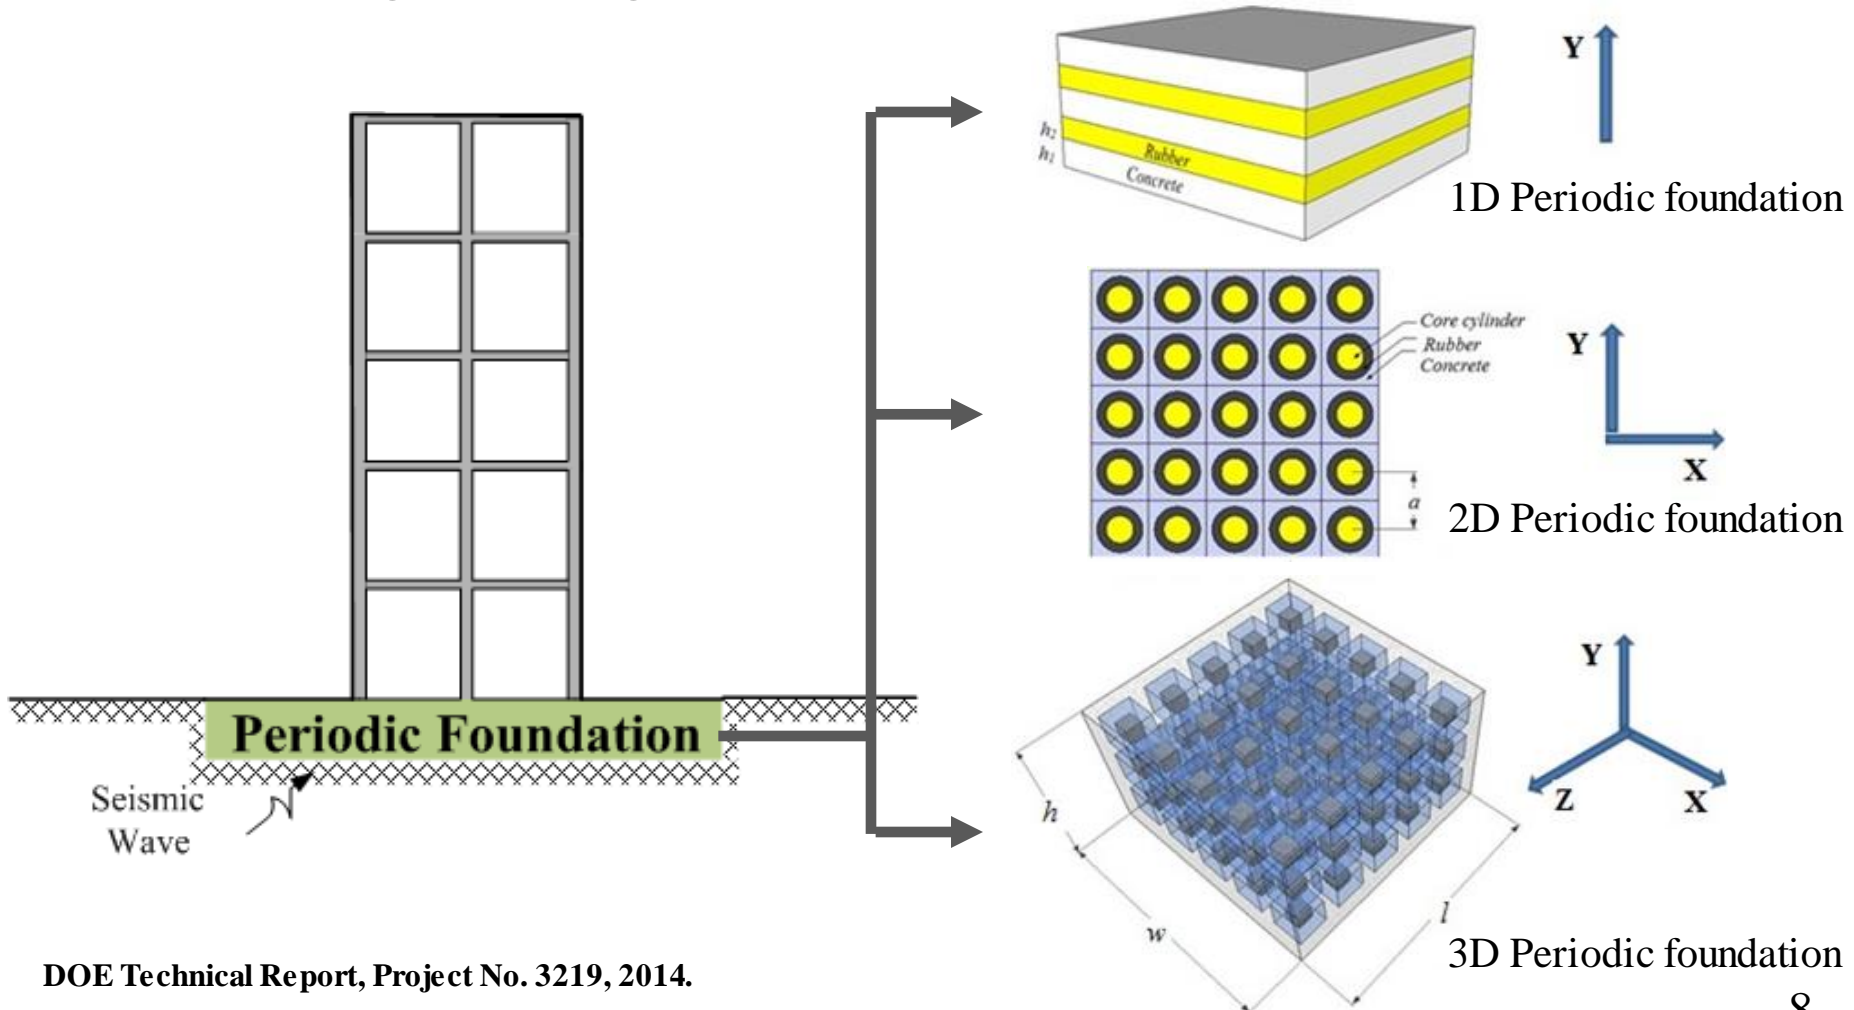 Y
h2
h1
Rubber
Concrete
1D Periodic foundation
Core cylinder
Rubber
Concrete
Y
X
a
2D Periodic foundation
Y
Z
X
h
w
l
3D Periodic foundation
Periodic Foundation
Seismic
Wave
DOE Technical Report, Project No. 3219, 2014.
8